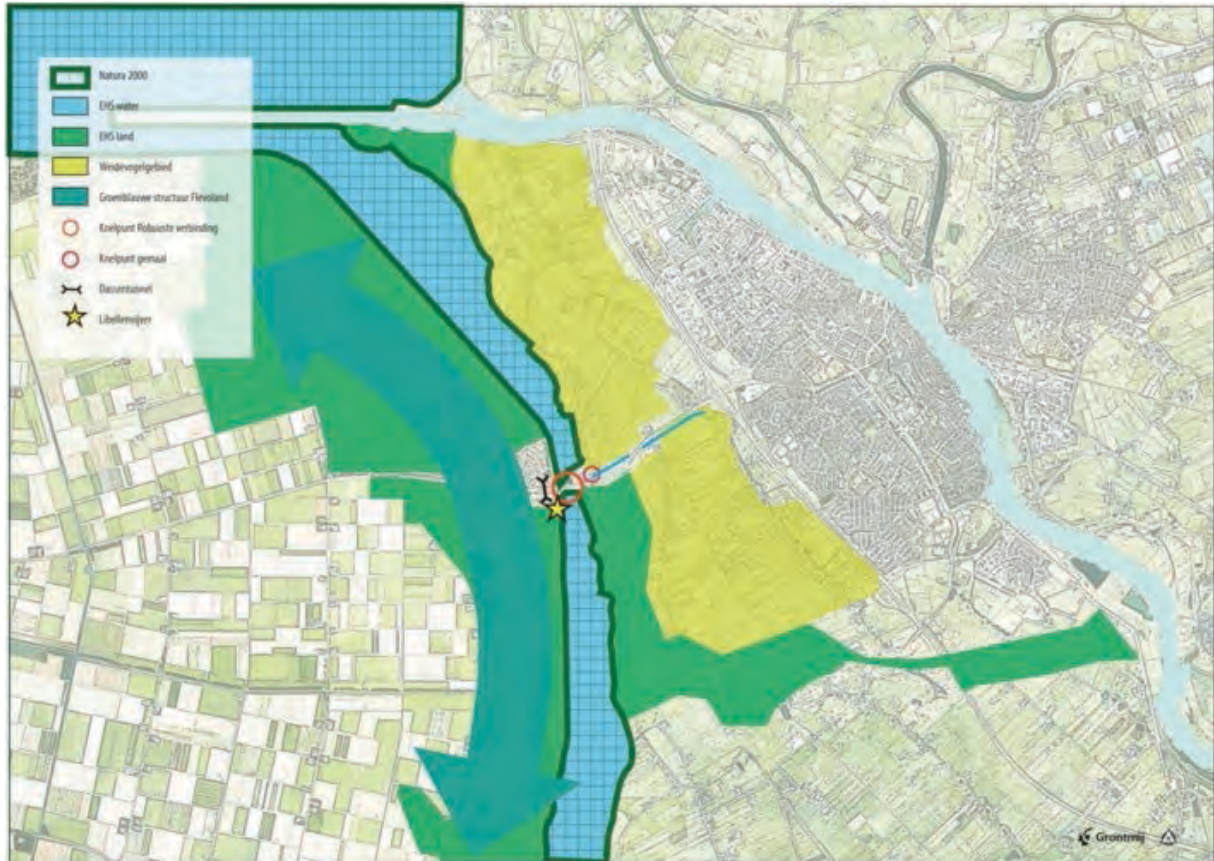 Natura 2000
EHS water
EHS land
Weidevogelgebied
Groenblauwe structuur Flevoland
Knelpunt Robuuste verbinding
Knelpunt gemaal
Dassentunnel
Libellenvijver
Grontmij